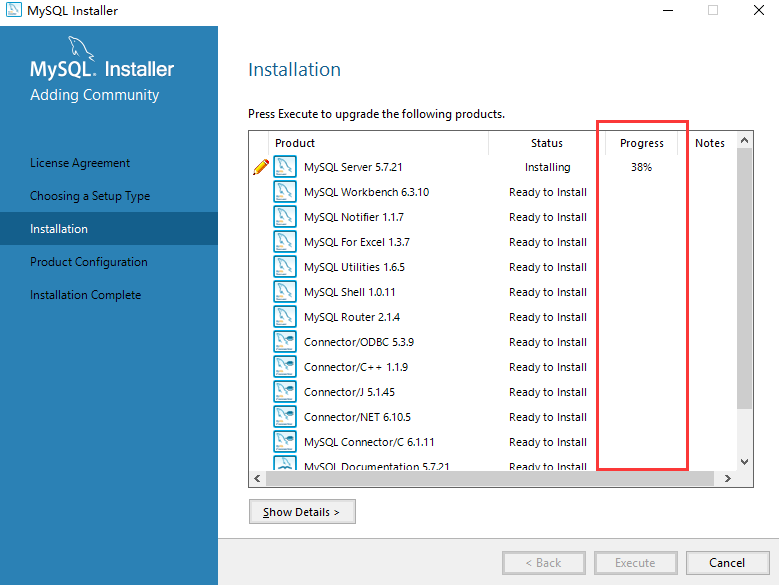 MySQL Installer
MySQL. Installer
Adding Community
License Agreement
Choosing a Setup Type
Installation
Product Configuration
Installation Complete
Installation
Press Execute to upgrade the following products.
Product Status Progress Notes
MySQL Server 5.7.21 Installing 38%
MySQL Workbench 6.3.10 Ready to Install
MySQL Notifier 1.1.7 Ready to Install
MySQL For Excel 1.3.7 Ready to Install
MySQL Utilities 1.6.5 Ready to Install
MySQL Shell 1.0.11 Ready to Install
MySQL Router 2.1.4 Ready to Install
Connector/ODBC 5.3.9 Ready to Install
Connector/C++ 1.1.9 Ready to Install
Connector/J 5.1.45 Ready to Install
Connector/NET 6.10.5 Ready to Install
MySQL Connector/C 6.1.11 Ready to Install
MySQL Documentation 5.7.21 Ready to Install
Show Details >
< Back Execute Cancel